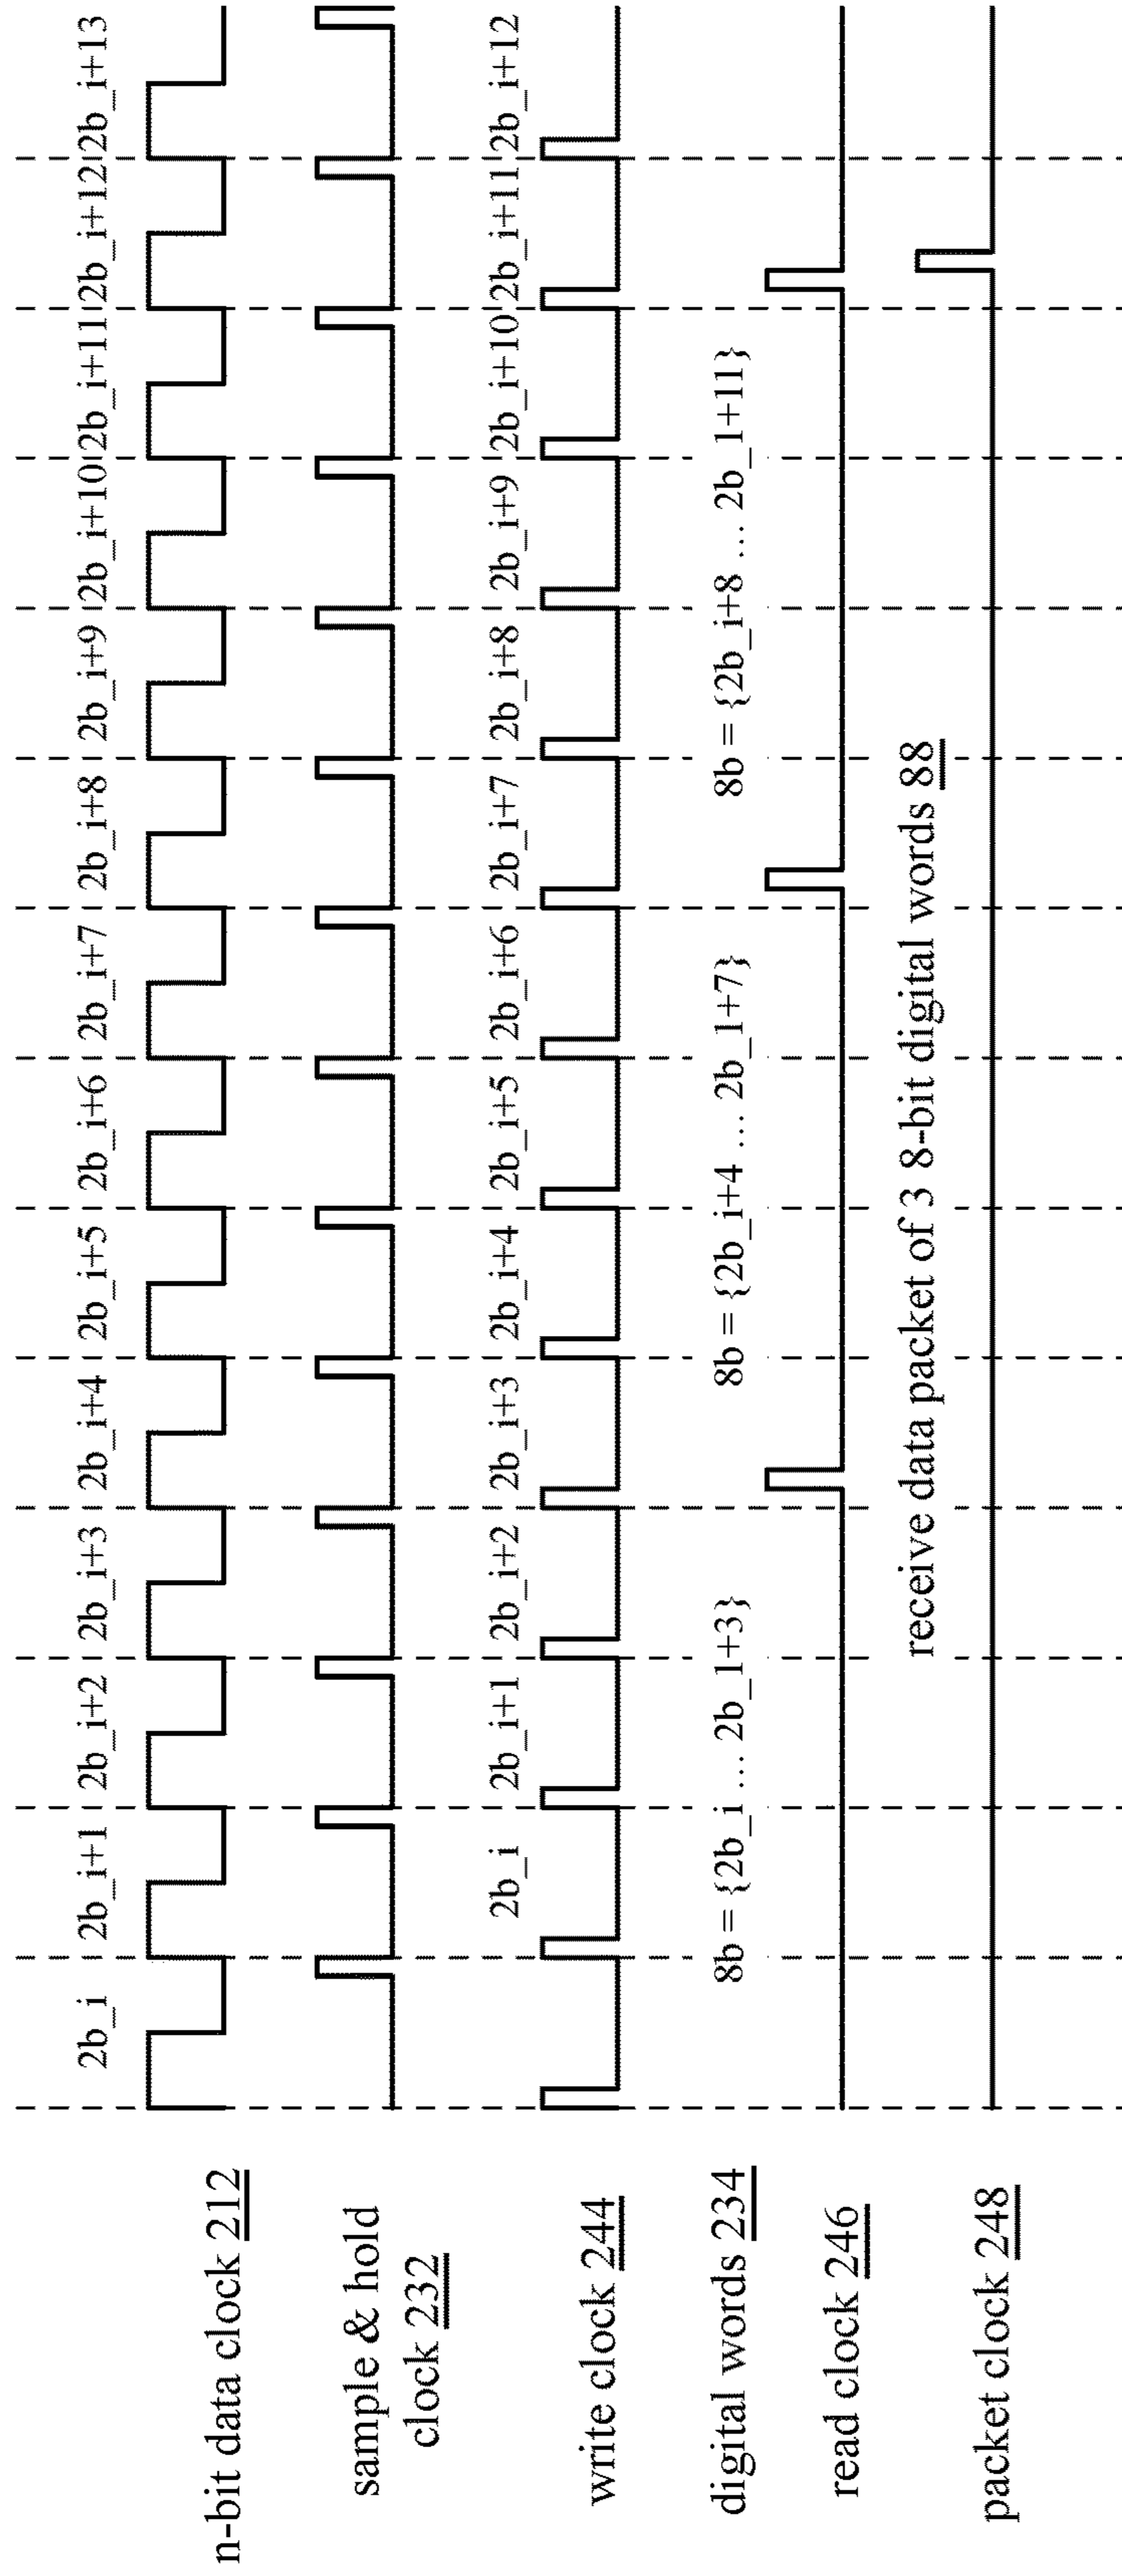 2b_i 2b_i+1 2b_i+2 2b_i+3 2b_i+4 2b_i+5 2b_i+6 2b_i+7 2b_i+8 2b_i+9 2b_i+10 2b_i+11 2b_i+12 2b_i+13
n-bit data clock 212
sample & hold
clock 232
2b_i 2b_i+1 2b_i+2 2b_i+3 2b_i+4 2b_i+5 2b_i+6 2b_i+7 2b_i+8 2b_i+9 2b_i+10 2b_i+11 2b_i+12
write clock 244
digital words 234 8b = {2b_i … 2b_1+3} 8b = {2b_i+4 … 2b_1+7} 8b = {2b_i+8 … 2b_1+11}
read clock 246
receive data packet of 3 8-bit digital words 88
packet clock 248